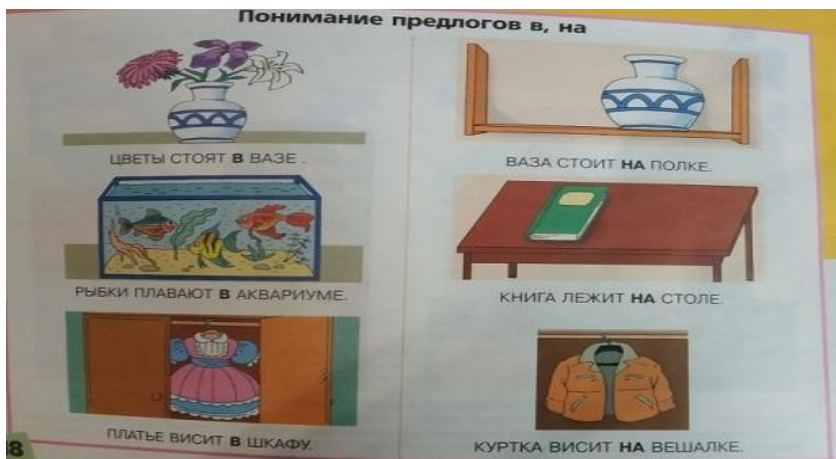 Понимание предлогов в, на
ЦВЕТЫ СТОЯТ В ВАЗЕ .
ВАЗА СТОИТ НА ПОЛКЕ.
РЫБКИ ПЛАВАЮТ В АКВАРИУМЕ.
КНИГА ЛЕЖИТ НА СТОЛЕ.
ПЛАТЬЕ ВИСИТ В ШКАФУ.
КУРТКА ВИСИТ НА ВЕШАЛКЕ.